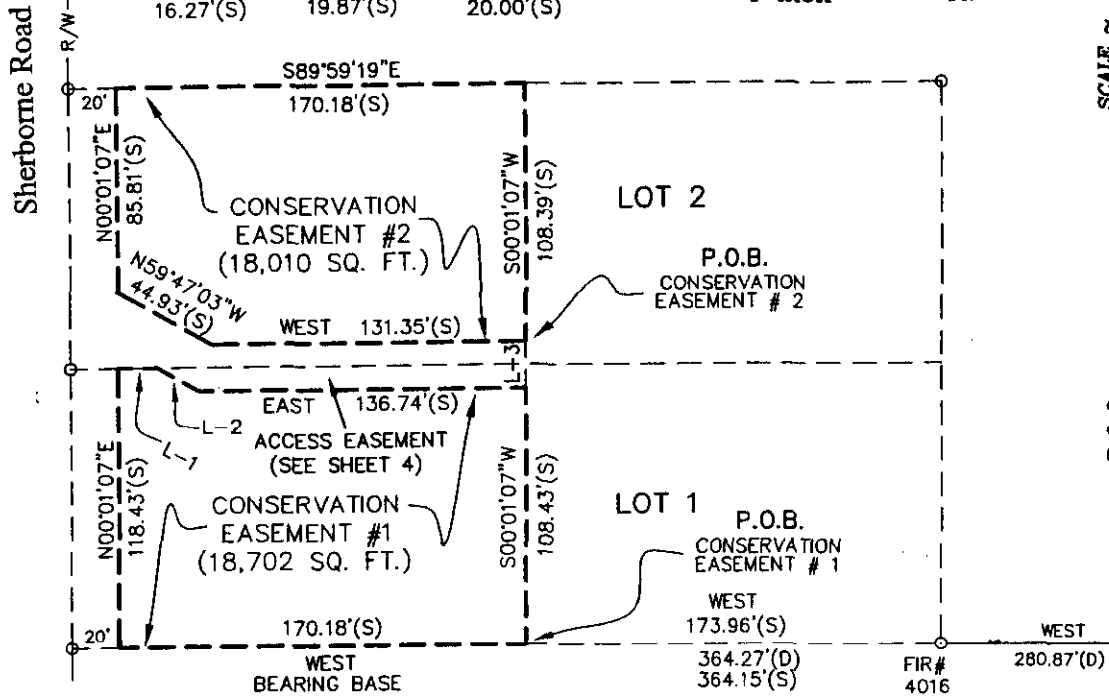 16.27'(S) 19.87'(S) 20.00'(S)
Sherborne Road
R/W
SCALE
S89°59'19"E
20'
170.18'(S)
N00°01'07"E
85.81'(S)
CONSERVATION
EASEMENT #2
(18,010 SQ. FT.)
S00°01'07"W
108.39'(S)
LOT 2
P.O.B.
CONSERVATION
EASEMENT # 2
N59°47'03"W
44.93'(S)
WEST 131.35'(S)
L-3
EAST 136.74'(S)
L-2
L-1
ACCESS EASEMENT
(SEE SHEET 4)
N00°01'07"E
118.43'(S)
CONSERVATION
EASEMENT #1
(18,702 SQ. FT.)
S00°01'07"W
108.43'(S)
LOT 1
P.O.B.
CONSERVATION
EASEMENT # 1
20'
170.18'(S)
WEST
BEARING BASE
WEST
173.96'(S)
364.27'(D)
364.15'(S)
FIR#
4016
WEST
280.87'(D)